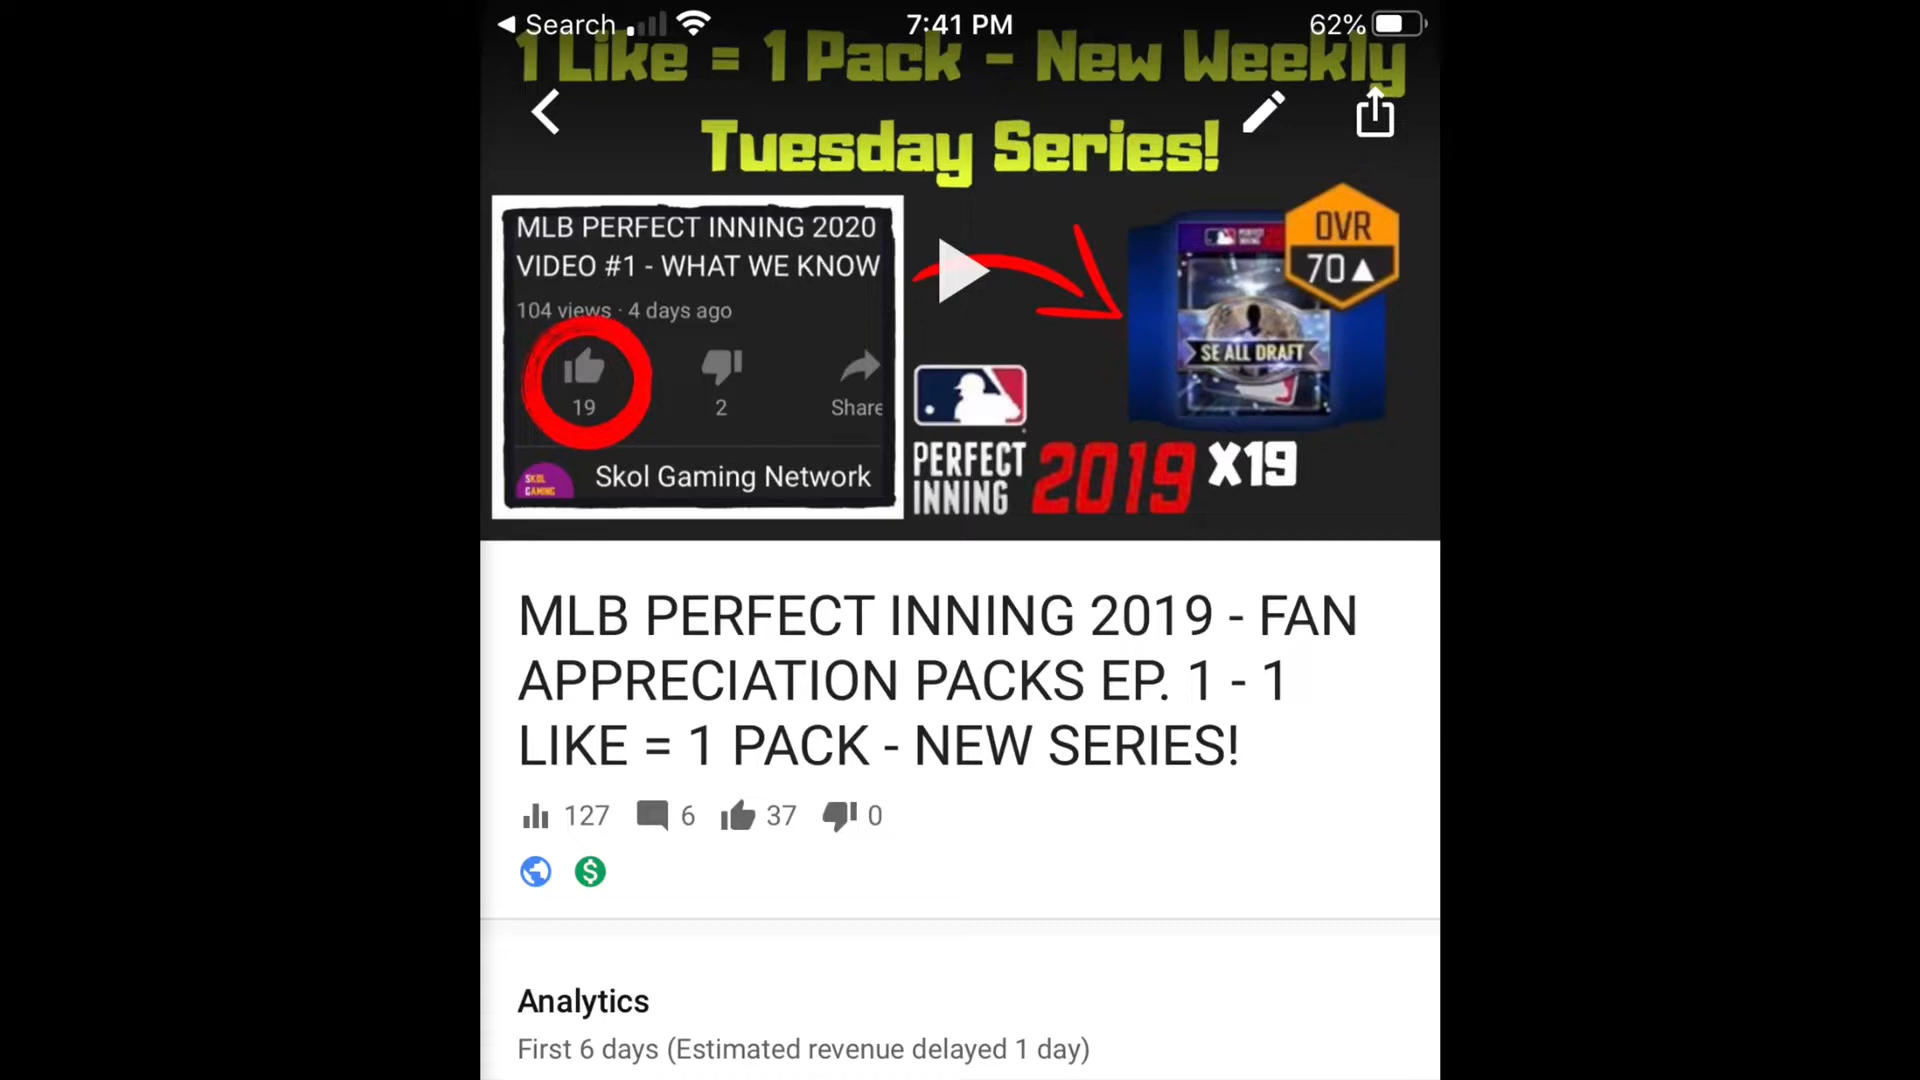 Search
7:41 PM
62%
1 Like = 1 Pack - New Weekly
Tuesday Series!
MLB PERFECT INNING 2020
VIDEO #1 - WHAT WE KNOW
104 views · 4 days ago
19
2
Share
SKOL
GAMING
Skol Gaming Network
OVR
70▲
SE ALL DRAFT
PERFECT
INNING
2019
X19
MLB PERFECT INNING 2019 - FAN
APPRECIATION PACKS EP. 1 - 1
LIKE = 1 PACK - NEW SERIES!
127
6
37
0
$
Analytics
First 6 days (Estimated revenue delayed 1 day)